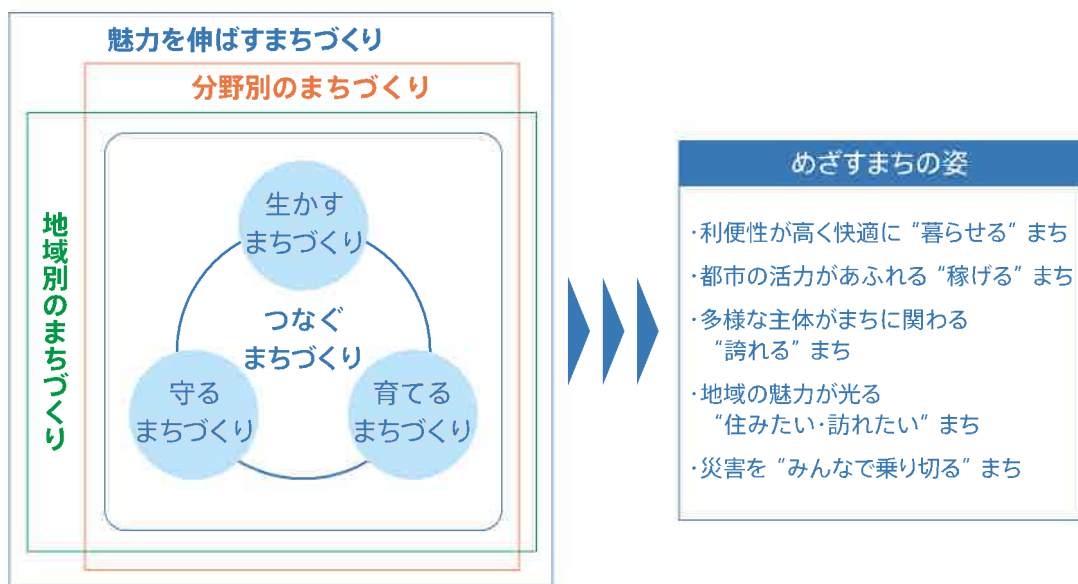 魅力を伸ばすまちづくり
分野別のまちづくり
地域別のまちづくり
生かす
まちづくり
つなぐ
まちづくり
守る
まちづくり
育てる
まちづくり
めざすまちの姿
・利便性が高く快適に“暮らせる”まち
・都市の活力があふれる“稼げる”まち
・多様な主体がまちに関わる
“誇れる”まち
・地域の魅力が光る
“住みたい・訪れたい”まち
・災害を“みんなで乗り切る”まち